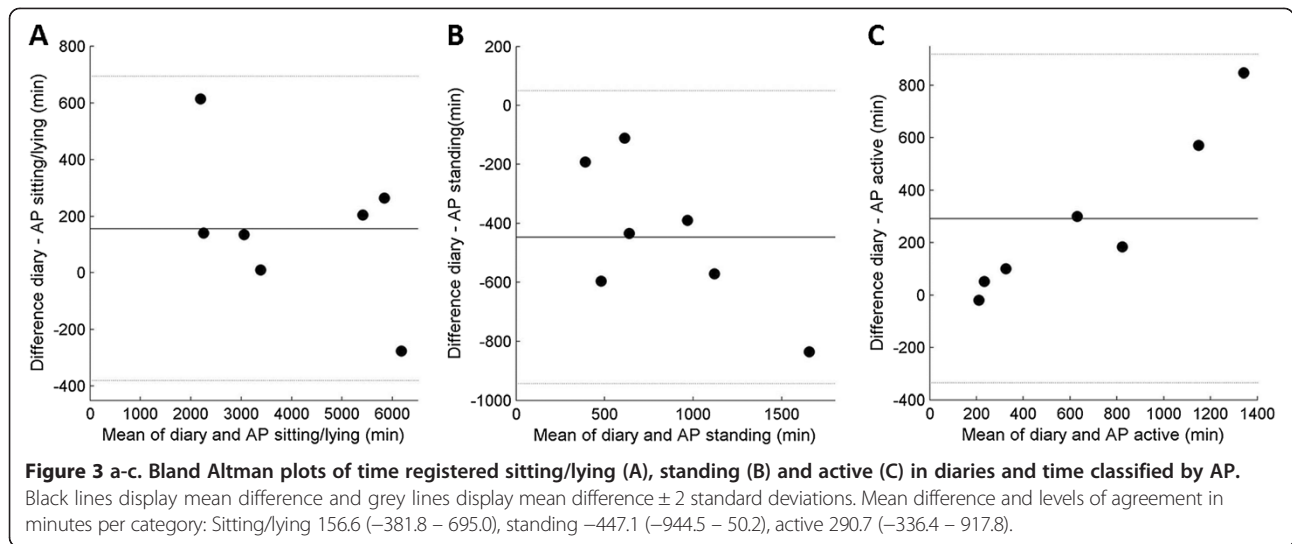 A
Difference diary - AP sitting/lying (min)
800
600
400
200
0
-200
-400
0 1000 2000 3000 4000 5000 6000
Mean of diary and AP sitting/lying (min)
B
Difference diary - AP standing(min)
200
0
-200
-400
-600
-800
-1000
0 500 1000 1500
Mean of diary and AP standing (min)
C
Difference diary - AP active (min)
800
600
400
200
0
-200
-400
0 200 400 600 800 1000 1200 1400
Mean of diary and AP active (min)
Figure 3 a-c. Bland Altman plots of time registered sitting/lying (A), standing (B) and active (C) in diaries and time classified by AP.
Black lines display mean difference and grey lines display mean difference ± 2 standard deviations. Mean difference and levels of agreement in
minutes per category: Sitting/lying 156.6 (−381.8 – 695.0), standing −447.1 (−944.5 – 50.2), active 290.7 (−336.4 – 917.8).